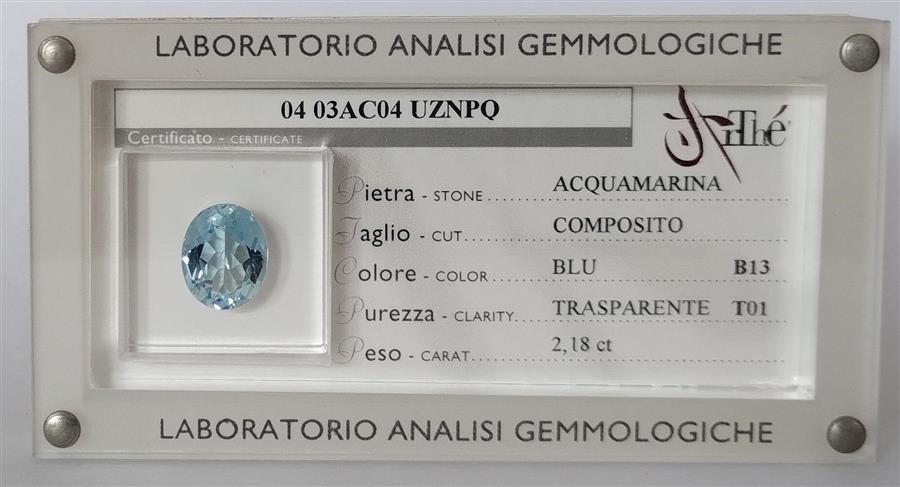 LABORATORIO ANALISI GEMMOLOGICHE
04 03AC04 UZNPQ
ArThé
Certificato - CERTIFICATE
Pietra - STONE ACQUAMARINA
Taglio - CUT COMPOSITO
Colore - COLOR BLU B13
Purezza - CLARITY TRASPARENTE T01
Peso - CARAT 2,18 ct
LABORATORIO ANALISI GEMMOLOGICHE